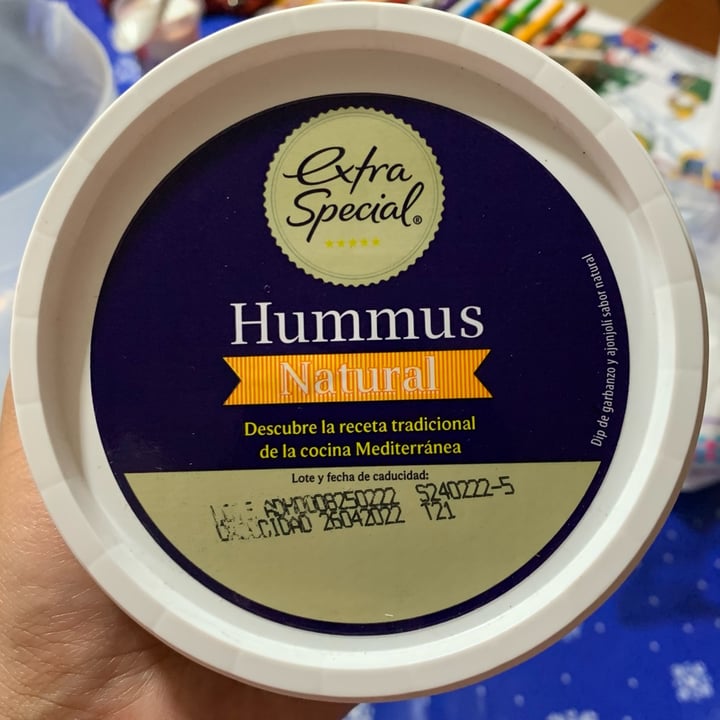 extra
Special®
Hummus
Natural
Descubre la receta tradicional
de la cocina Mediterránea
Dip de garbanzo y ajonjolí sabor natural
Lote y fecha de caducidad:
S240222-5
CADUCIDAD 26042022 T21